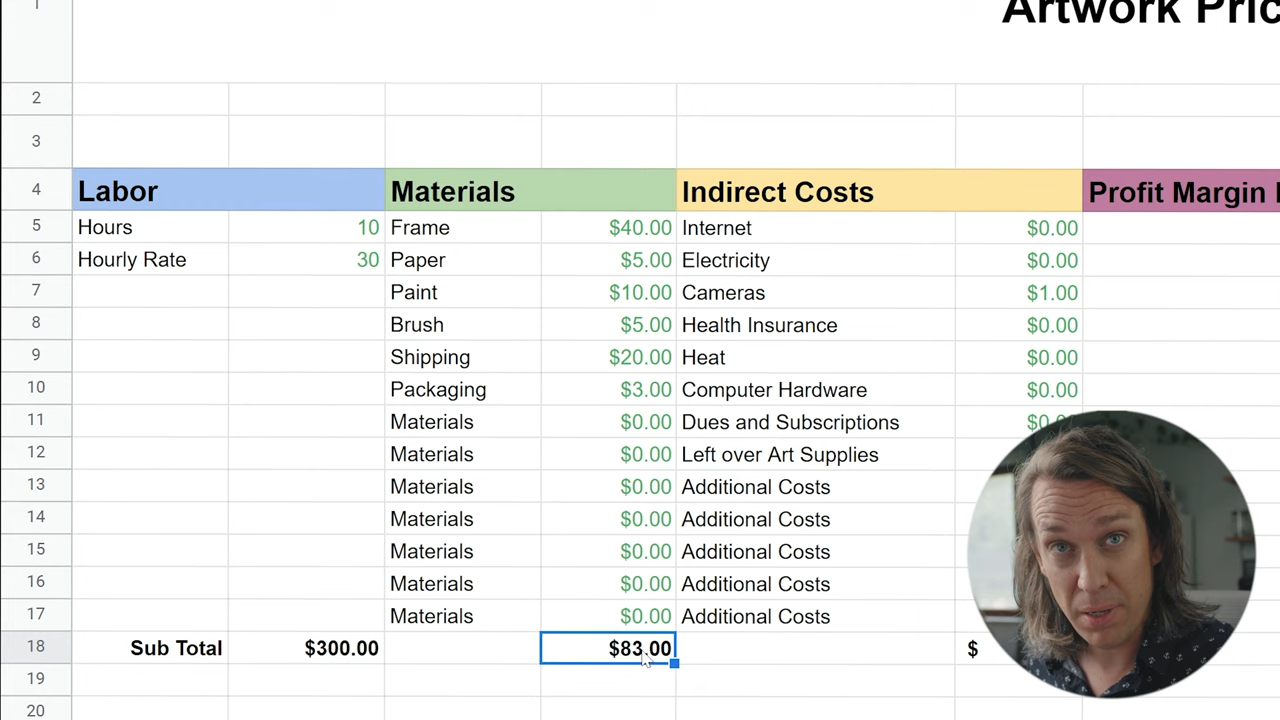 1
Artwork
2
3
4 Labor Materials Indirect Costs Profit Margin
5 Hours 10 Frame $40.00 Internet $0.00
6 Hourly Rate 30 Paper $5.00 Electricity $0.00
7 Paint $10.00 Cameras $1.00
8 Brush $5.00 Health Insurance $0.00
9 Shipping $20.00 Heat $0.00
10 Packaging $3.00 Computer Hardware $0.00
11 Materials $0.00 Dues and Subscriptions
12 Materials $0.00 Left over Art Supplies
13 Materials $0.00 Additional Costs
14 Materials $0.00 Additional Costs
15 Materials $0.00 Additional Costs
16 Materials $0.00 Additional Costs
17 Materials $0.00 Additional Costs
18 Sub Total $300.00 $83.00 $
19
20